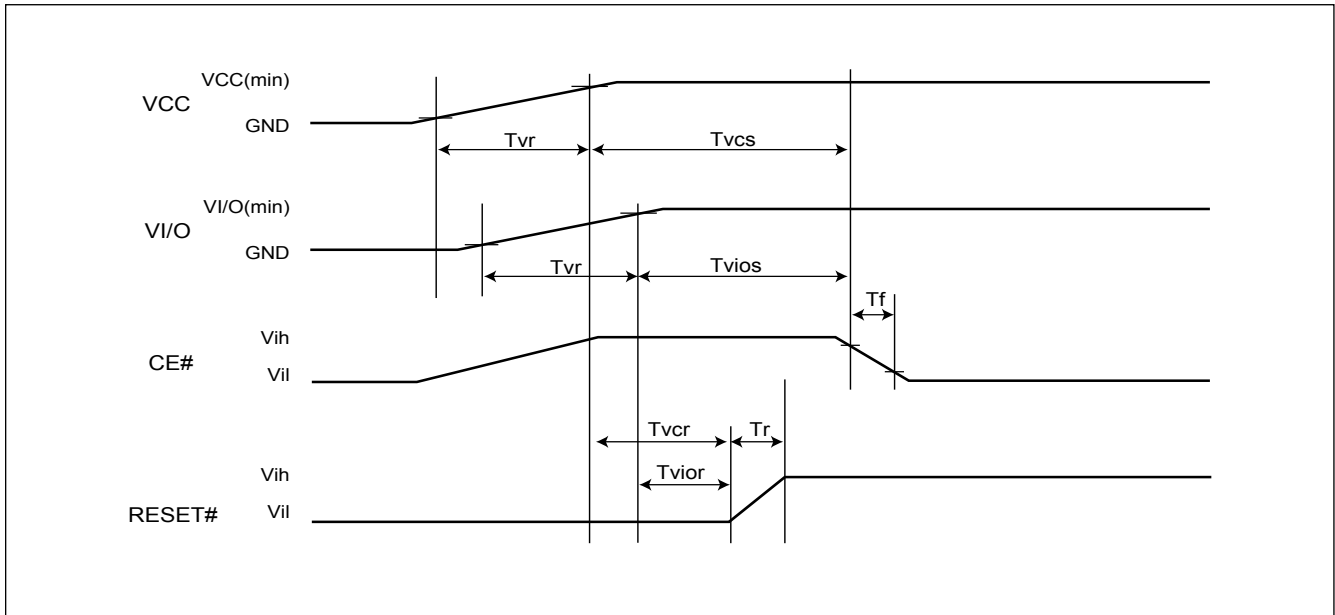 VCC(min)
VCC
GND
Tvr
Tvcs
VI/O(min)
VI/O
GND
Tvr
Tvios
Tf
Vih
CE#
Vil
Tvcr
Tr
Vih
Tvior
RESET#
Vil